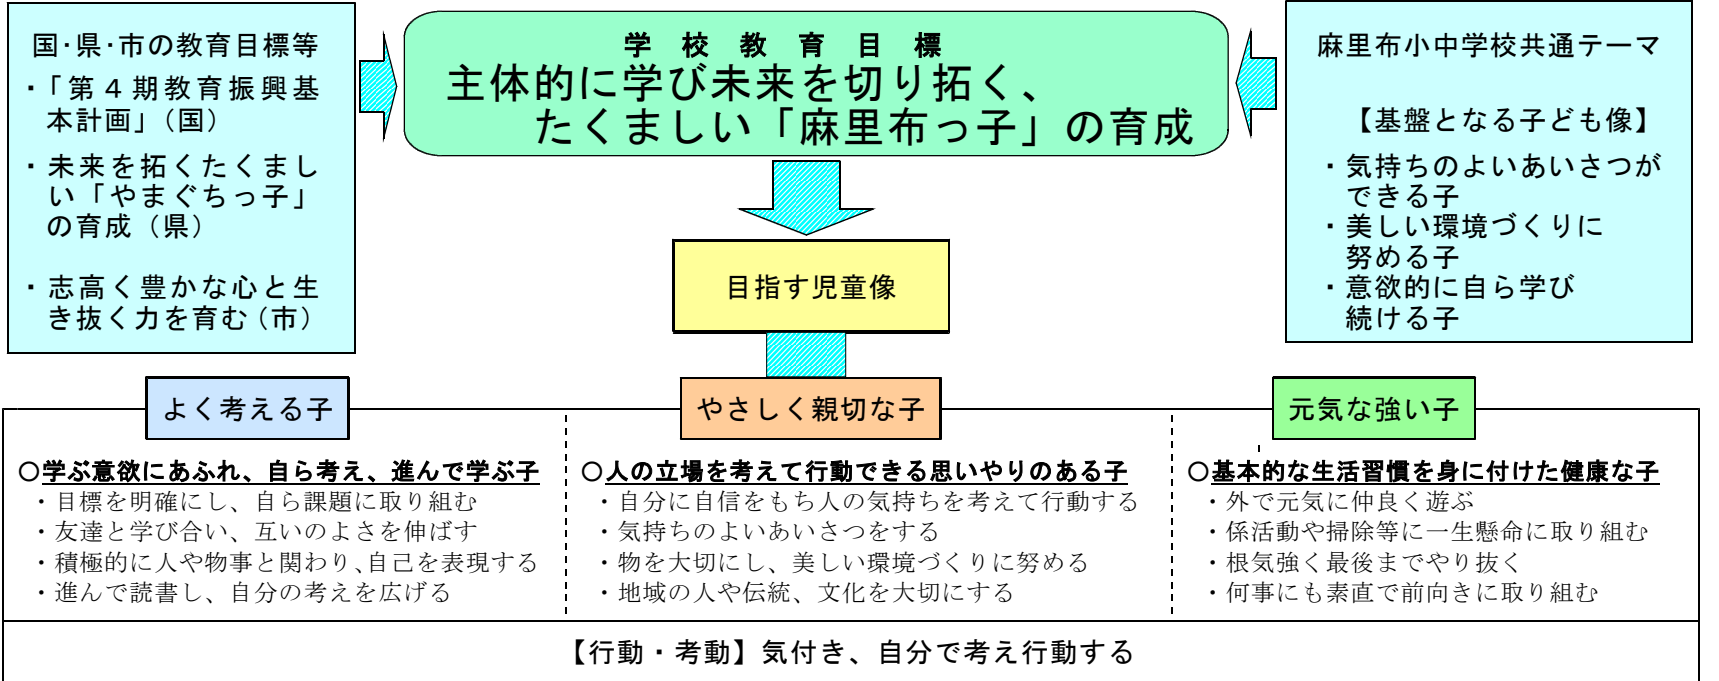 国・県・市の教育目標等
・「第4期教育振興基
本計画」（国）
・未来を拓くたくまし
い「やまぐちっ子」
の育成（県）
・志高く豊かな心と生
き抜く力を育む（市）
学校教育目標
主体的に学び未来を切り拓く、
たくましい「麻里布っ子」の育成
麻里布小中学校共通テーマ
【基盤となる子ども像】
・気持ちのよいあいさつが
できる子
・美しい環境づくりに
努める子
・意欲的に自ら学び
続ける子
目指す児童像
よく考える子
○学ぶ意欲にあふれ、自ら考え、進んで学ぶ子
・目標を明確にし、自ら課題に取り組む
・友達と学び合い、互いのよさを伸ばす
・積極的に人や物事と関わり、自己を表現する
・進んで読書し、自分の考えを広げる
やさしく親切な子
○人の立場を考えて行動できる思いやりのある子
・自分に自信をもち人の気持ちを考えて行動する
・気持ちのよいあいさつをする
・物を大切にし、美しい環境づくりに努める
・地域の人や伝統、文化を大切にする
元気な強い子
○基本的な生活習慣を身に付けた健康な子
・外で元気に仲良く遊ぶ
・係活動や掃除等に一生懸命に取り組む
・根気強く最後までやり抜く
・何事にも素直で前向きに取り組む
【行動・考動】気付き、自分で考え行動する